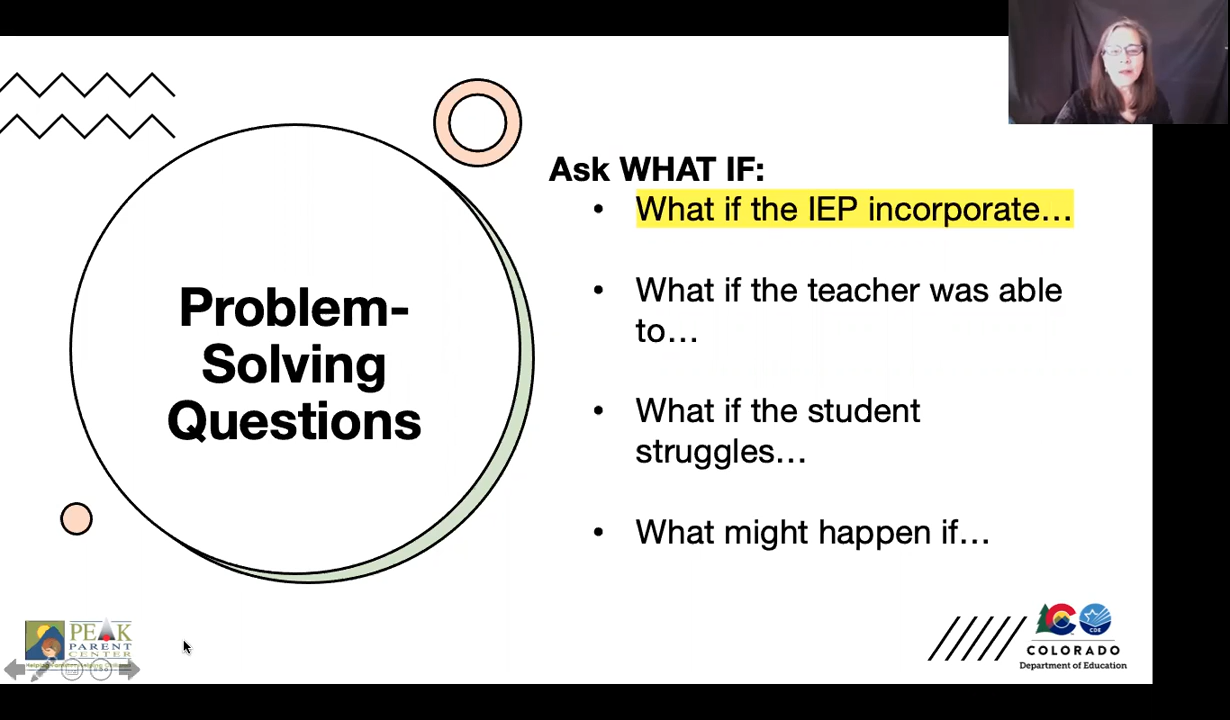 Problem-
Solving
Questions
Ask WHAT IF:
• What if the IEP incorporate…
• What if the teacher was able
to…
• What if the student
struggles…
• What might happen if…
PEAK
PARENT
CENTER
COLORADO
Department of Education
CDE